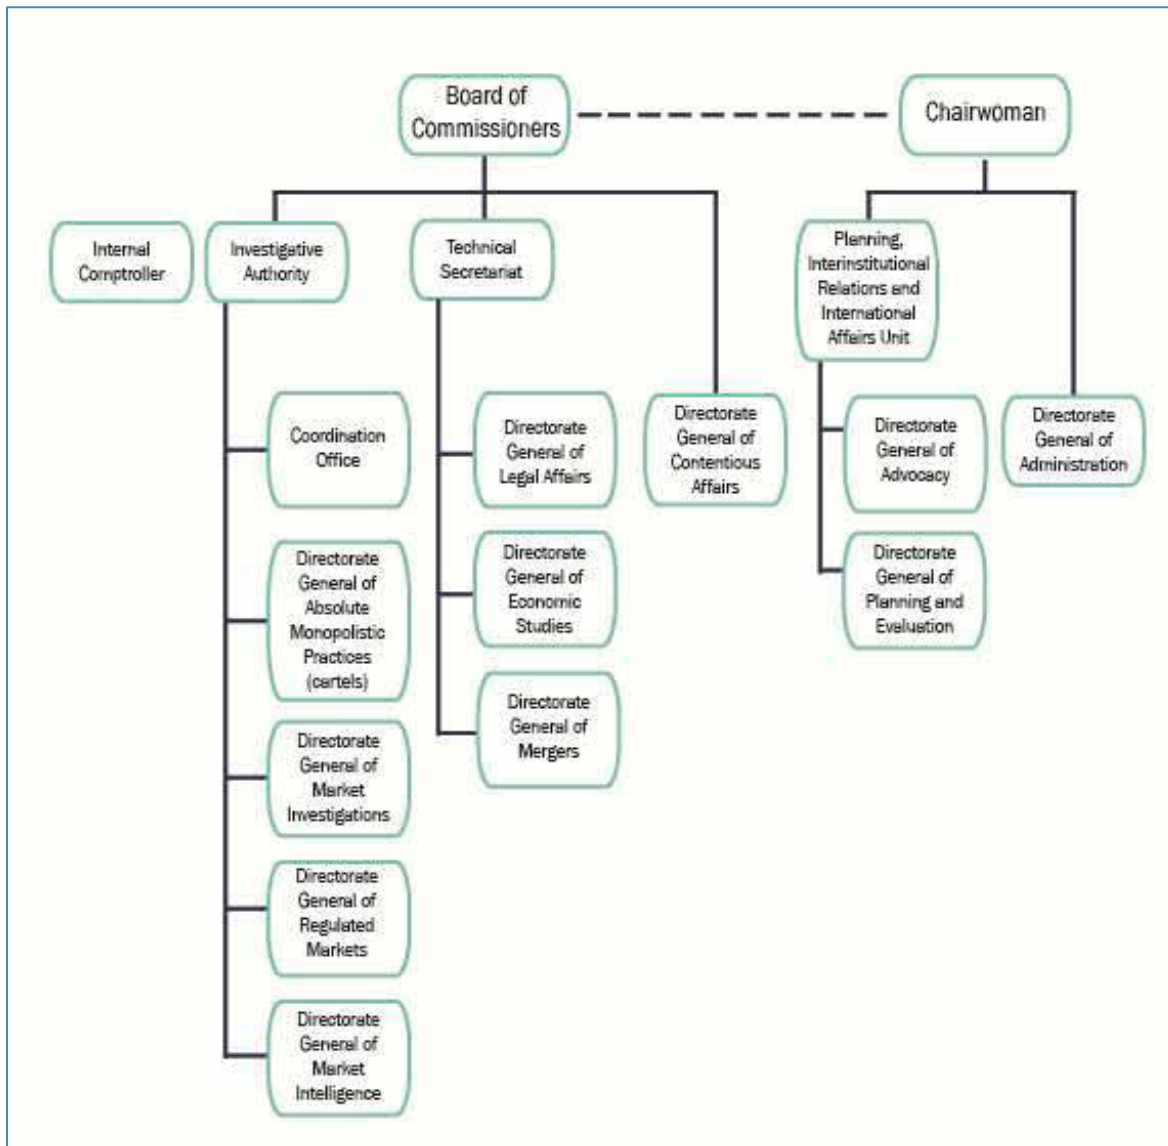 Board of
Commissioners
Chairwoman
Internal
Comptroller
Investigative
Authority
Technical
Secretariat
Planning,
Interinstitutional
Relations and
International
Affairs Unit
Coordination
Office
Directorate
General of
Absolute
Monopolistic
Practices
(cartels)
Directorate
General of
Market
Investigations
Directorate
General of
Regulated
Markets
Directorate
General of
Market
Intelligence
Directorate
General of
Legal Affairs
Directorate
General of
Economic
Studies
Directorate
General of
Mergers
Directorate
General of
Contentious
Affairs
Directorate
General of
Advocacy
Directorate
General of
Planning and
Evaluation
Directorate
General of
Administration